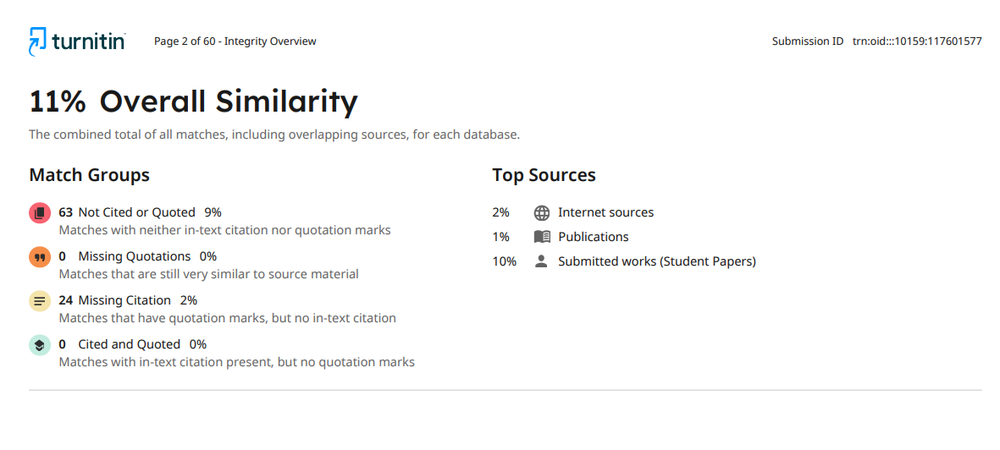 turnitin
Page 2 of 60 - Integrity Overview
Submission ID trn:oid:::10159:117601577
11% Overall Similarity
The combined total of all matches, including overlapping sources, for each database.
Match Groups
63 Not Cited or Quoted 9%
Matches with neither in-text citation nor quotation marks
0 Missing Quotations 0%
Matches that are still very similar to source material
24 Missing Citation 2%
Matches that have quotation marks, but no in-text citation
0 Cited and Quoted 0%
Matches with in-text citation present, but no quotation marks
Top Sources
2% Internet sources
1% Publications
10% Submitted works (Student Papers)